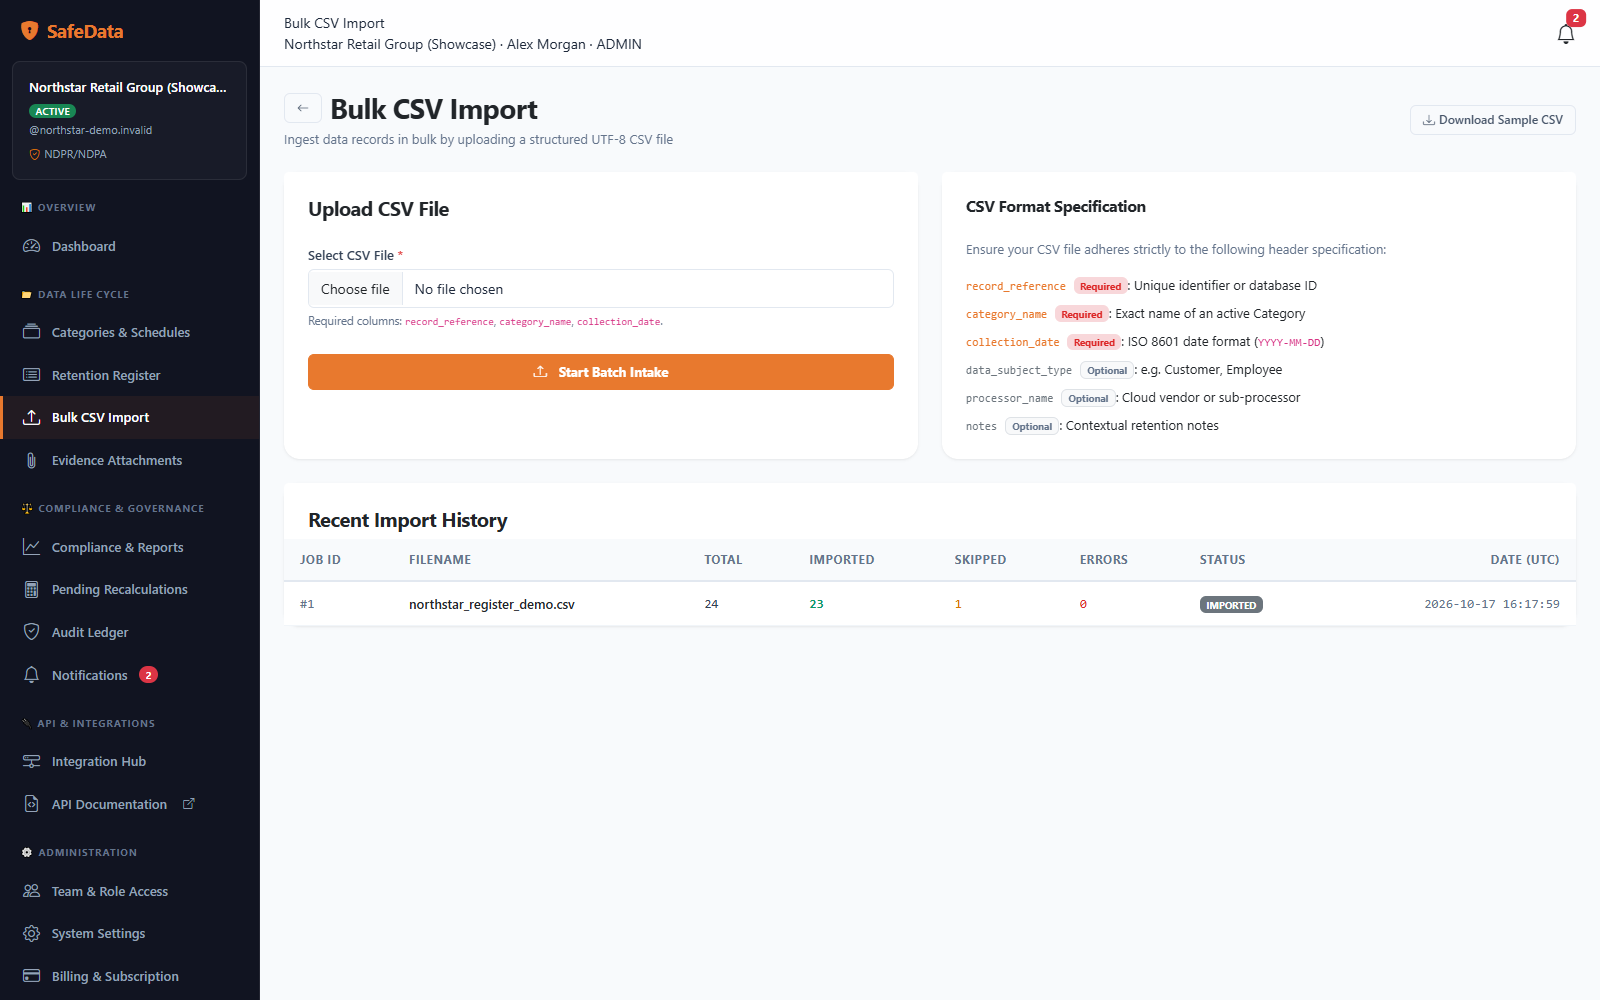 SafeData
Northstar Retail Group (Showca...
ACTIVE
@northstar-demo.invalid
NDPR/NDPA
OVERVIEW
Dashboard
DATA LIFE CYCLE
Categories & Schedules
Retention Register
Bulk CSV Import
Evidence Attachments
COMPLIANCE & GOVERNANCE
Compliance & Reports
Pending Recalculations
Audit Ledger
Notifications 2
API & INTEGRATIONS
Integration Hub
API Documentation
ADMINISTRATION
Team & Role Access
System Settings
Billing & Subscription
Bulk CSV Import
Northstar Retail Group (Showcase) · Alex Morgan · ADMIN
2
Bulk CSV Import
Ingest data records in bulk by uploading a structured UTF-8 CSV file
Download Sample CSV
Upload CSV File
Select CSV File *
Choose file No file chosen
Required columns: record_reference, category_name, collection_date.
Start Batch Intake
CSV Format Specification
Ensure your CSV file adheres strictly to the following header specification:
record_reference Required: Unique identifier or database ID
category_name Required: Exact name of an active Category
collection_date Required: ISO 8601 date format (YYYY-MM-DD)
data_subject_type Optional: e.g. Customer, Employee
processor_name Optional: Cloud vendor or sub-processor
notes Optional: Contextual retention notes
Recent Import History
JOB ID FILENAME TOTAL IMPORTED SKIPPED ERRORS STATUS DATE (UTC)
#1 northstar_register_demo.csv 24 23 1 0 IMPORTED 2026-10-17 16:17:59